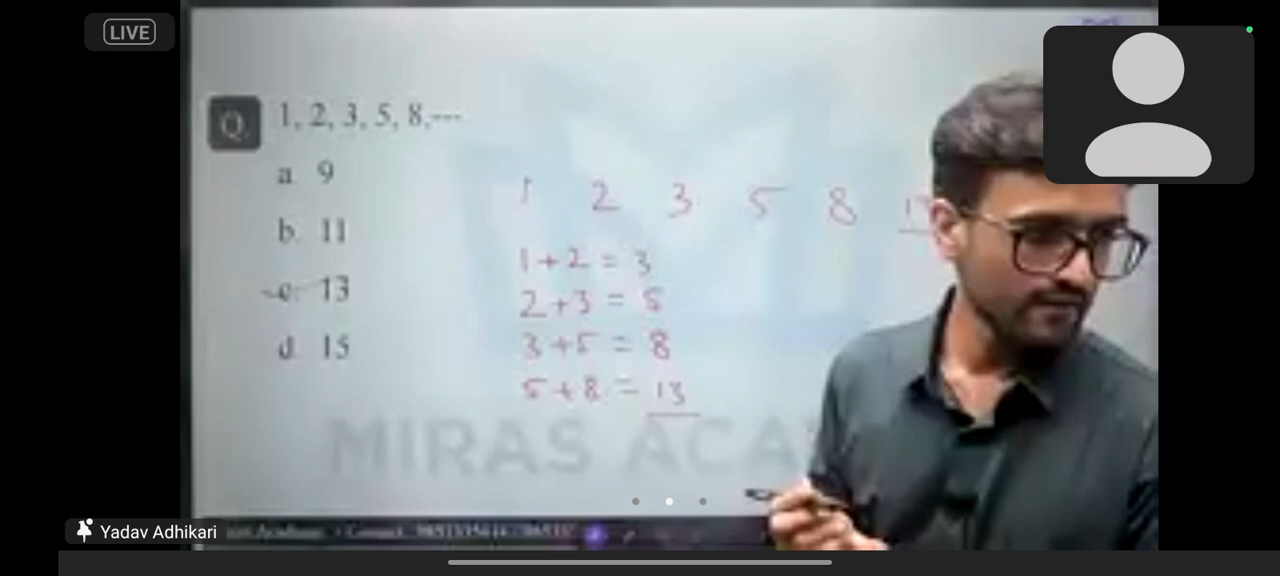 LIVE
Q
1, 2, 3, 5, 8,---
a. 9
b. 11
c. 13
d. 15
1 2 3 5 8
1 + 2 = 3
2 + 3 = 5
3 + 5 = 8
5 + 8 = 13
MIRAS ACA
Yadav Adhikari